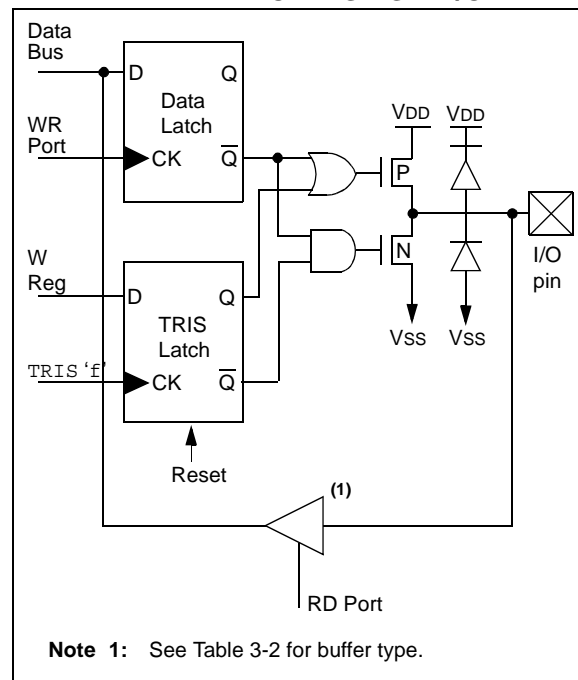 Data
Bus
D
Q
Data
Latch
WR
Port
CK
Q
VDD
VDD
P
N
I/O
pin
VSS
VSS
W
Reg
D
Q
TRIS
Latch
TRIS 'f'
CK
Q
Reset
(1)
RD Port
Note 1: See Table 3-2 for buffer type.